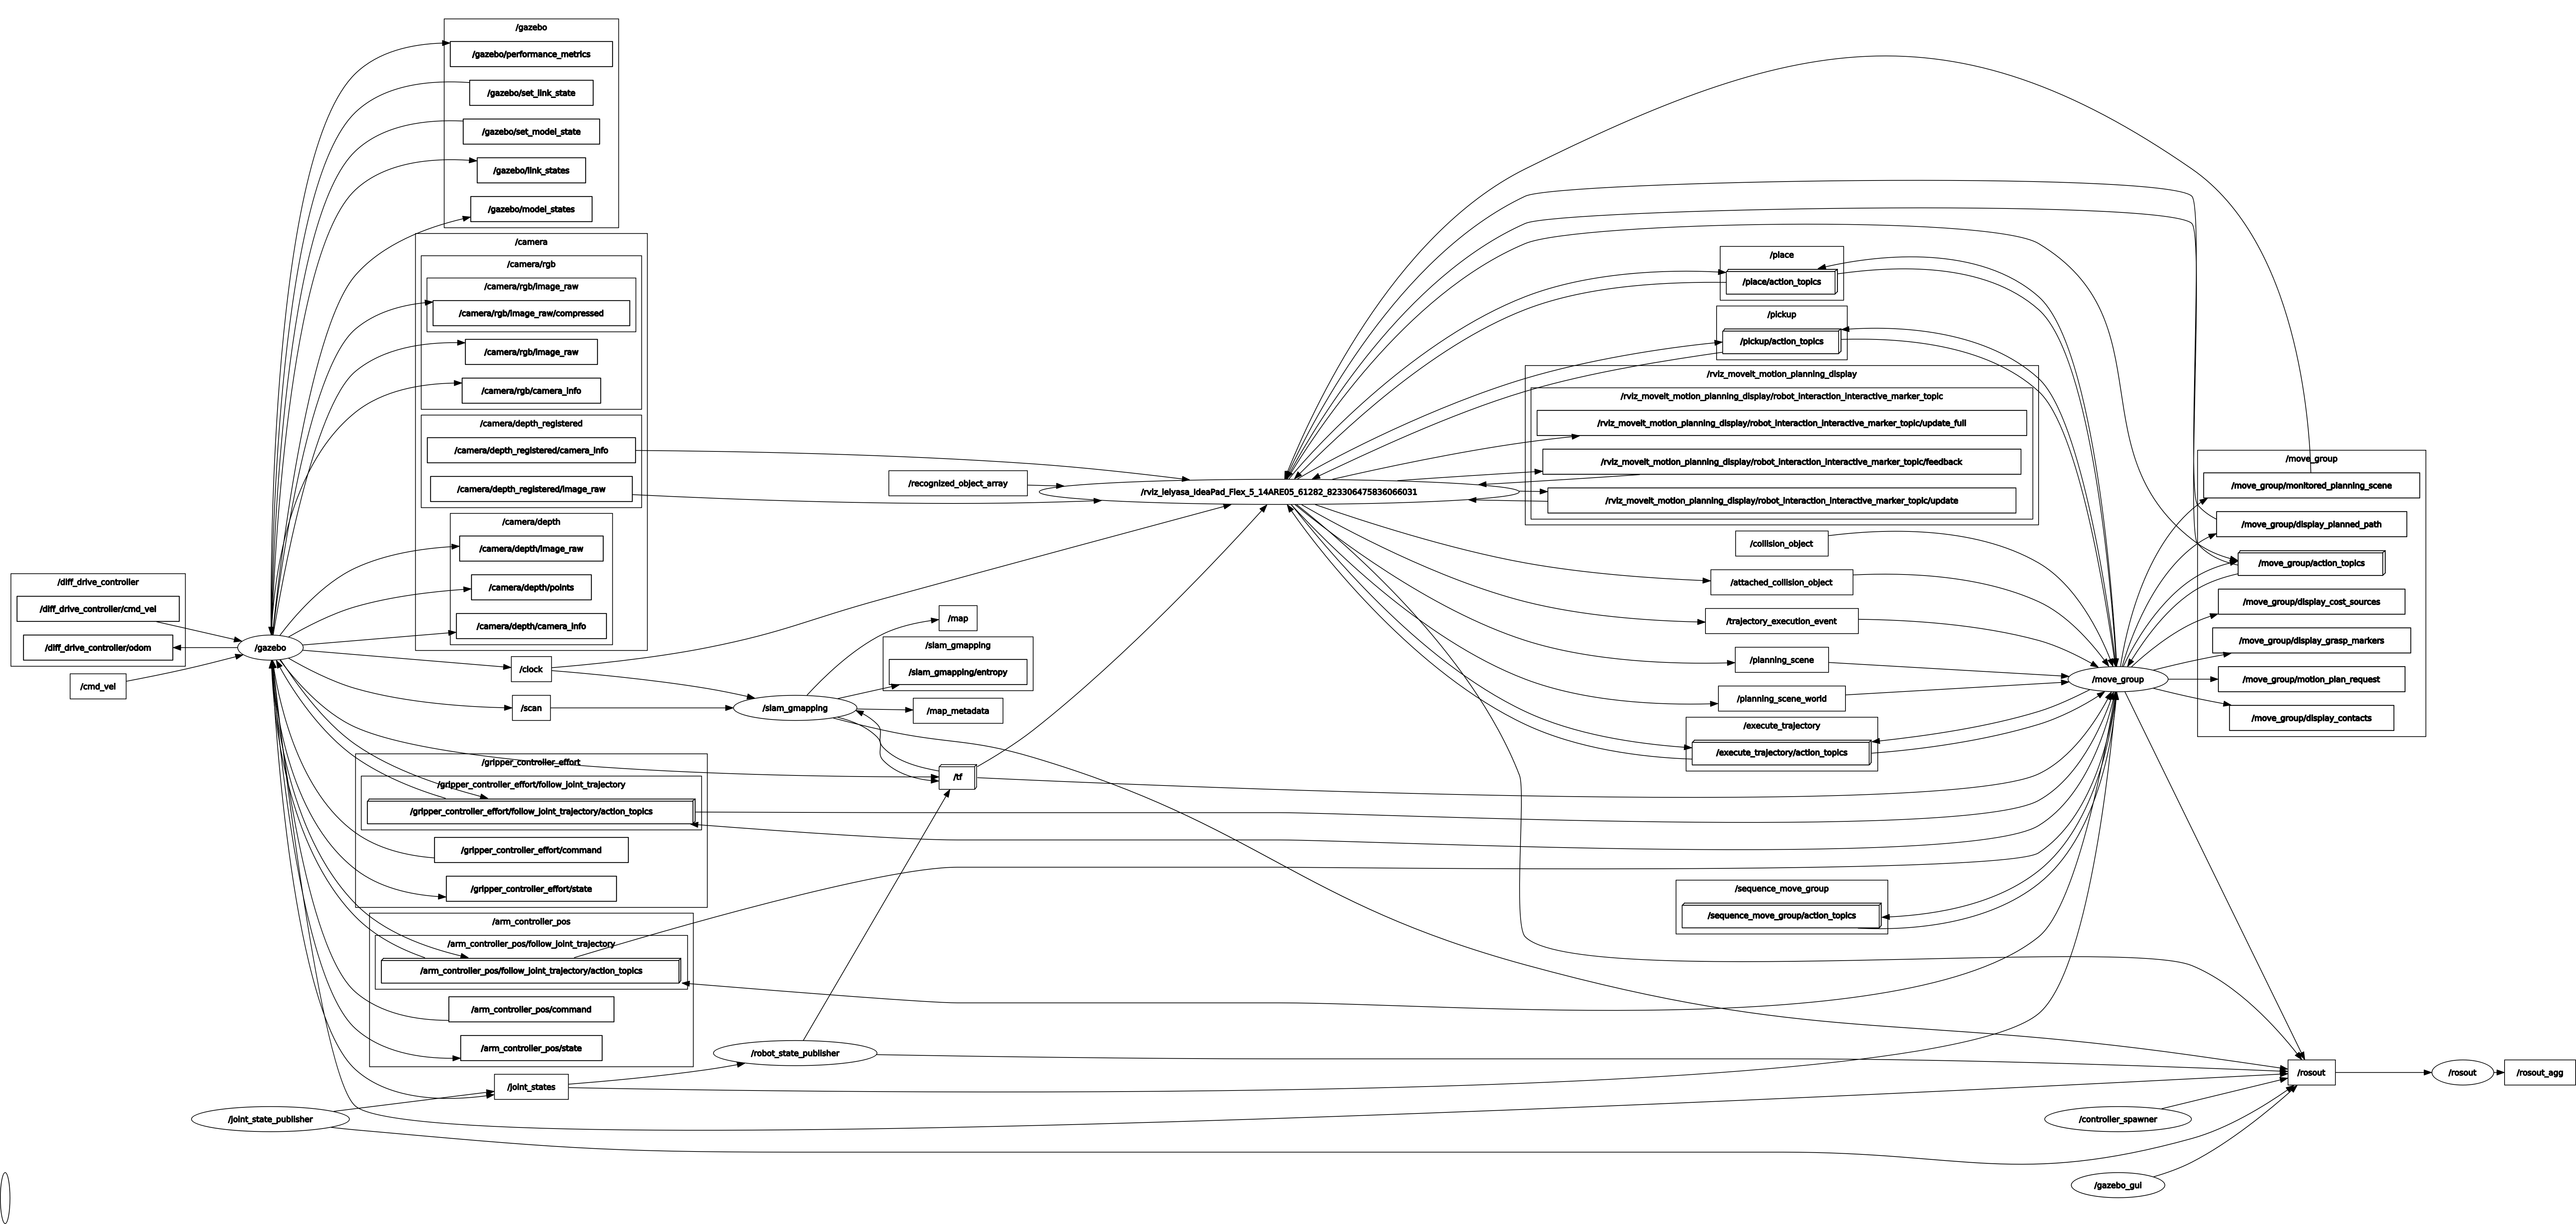 /gazebo
/gazebo/performance_metrics
/gazebo/set_link_state
/gazebo/set_model_state
/gazebo/link_states
/gazebo/model_states
/camera
/camera/rgb
/camera/rgb/image_raw
/camera/rgb/image_raw/compressed
/camera/rgb/image_raw
/camera/rgb/camera_info
/camera/depth_registered
/camera/depth_registered/camera_info
/camera/depth_registered/image_raw
/camera/depth
/camera/depth/image_raw
/camera/depth/points
/camera/depth/camera_info
/diff_drive_controller
/diff_drive_controller/cmd_vel
/diff_drive_controller/odom
/cmd_vel
/gazebo
/clock
/scan
/gripper_controller_effort
/gripper_controller_effort/follow_joint_trajectory
/gripper_controller_effort/follow_joint_trajectory/action_topics
/gripper_controller_effort/command
/gripper_controller_effort/state
/arm_controller_pos
/arm_controller_pos/follow_joint_trajectory
/arm_controller_pos/follow_joint_trajectory/action_topics
/arm_controller_pos/command
/arm_controller_pos/state
/joint_states
/joint_state_publisher
/robot_state_publisher
/recognized_object_array
/map
/slam_gmapping
/slam_gmapping/entropy
/map_metadata
/slam_gmapping
/tf
/rviz_lelyasa_IdeaPad_Flex_5_14ARE05_61282_823306475836066031
/place
/place/action_topics
/pickup
/pickup/action_topics
/rviz_moveit_motion_planning_display
/rviz_moveit_motion_planning_display/robot_interaction_interactive_marker_topic
/rviz_moveit_motion_planning_display/robot_interaction_interactive_marker_topic/update_full
/rviz_moveit_motion_planning_display/robot_interaction_interactive_marker_topic/feedback
/rviz_moveit_motion_planning_display/robot_interaction_interactive_marker_topic/update
/collision_object
/attached_collision_object
/trajectory_execution_event
/planning_scene
/planning_scene_world
/execute_trajectory
/execute_trajectory/action_topics
/sequence_move_group
/sequence_move_group/action_topics
/move_group
/move_group
/move_group/monitored_planning_scene
/move_group/display_planned_path
/move_group/action_topics
/move_group/display_cost_sources
/move_group/display_grasp_markers
/move_group/motion_plan_request
/move_group/display_contacts
/rosout
/rosout
/rosout_agg
/controller_spawner
/gazebo_gui